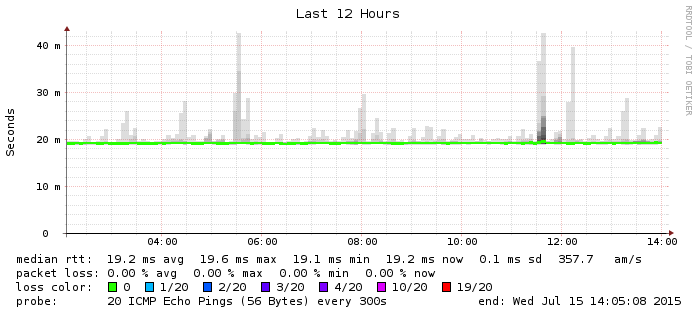 Last 12 Hours
RRDTOOL / TOBI OETIKER
Seconds
40 m
30 m
20 m
10 m
0
04:00 06:00 08:00 10:00 12:00 14:00
median rtt: 19.2 ms avg 19.6 ms max 19.1 ms min 19.2 ms now 0.1 ms sd 357.7 am/s
packet loss: 0.00 % avg 0.00 % max 0.00 % min 0.00 % now
loss color: 0 1/20 2/20 3/20 4/20 10/20 19/20
probe: 20 ICMP Echo Pings (56 Bytes) every 300s end: Wed Jul 15 14:05:08 2015